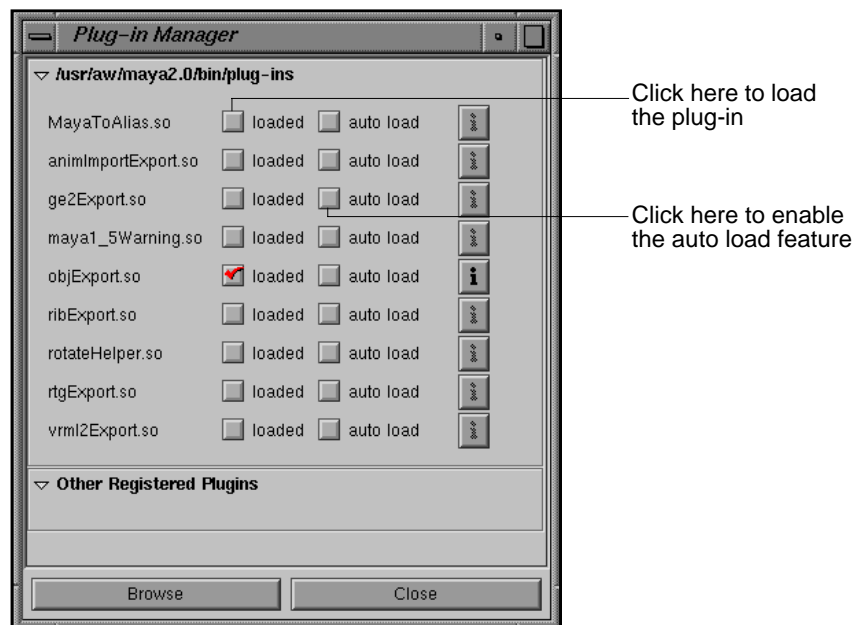 Plug-in Manager
/usr/aw/maya2.0/bin/plug-ins
Click here to load
the plug-in
MayaToAlias.so loaded auto load i
animImportExport.so loaded auto load i
ge2Export.so loaded auto load i
Click here to enable
the auto load feature
maya1_5Warning.so loaded auto load i
objExport.so loaded auto load i
ribExport.so loaded auto load i
rotateHelper.so loaded auto load i
rtgExport.so loaded auto load i
vrml2Export.so loaded auto load i
Other Registered Plugins
Browse Close